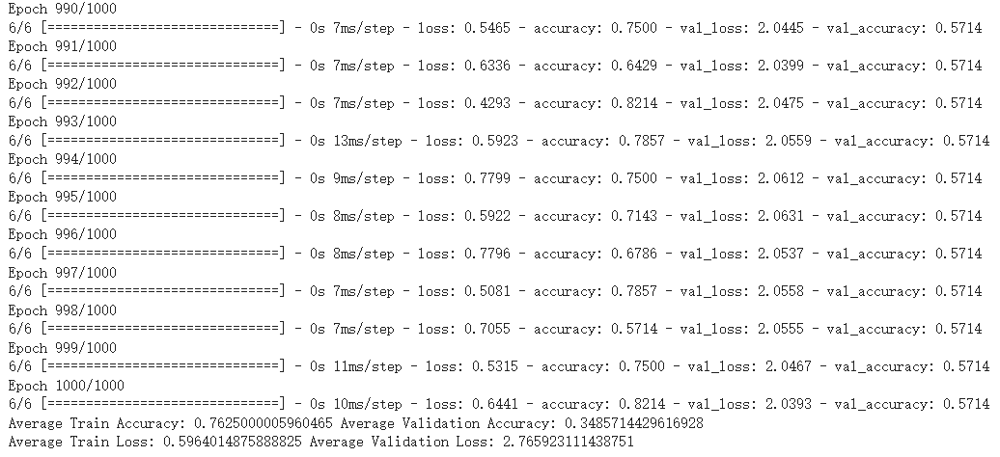 Epoch 990/1000
6/6 [==============================] - 0s 7ms/step - loss: 0.5465 - accuracy: 0.7500 - val_loss: 2.0445 - val_accuracy: 0.5714
Epoch 991/1000
6/6 [==============================] - 0s 7ms/step - loss: 0.6336 - accuracy: 0.6429 - val_loss: 2.0399 - val_accuracy: 0.5714
Epoch 992/1000
6/6 [==============================] - 0s 7ms/step - loss: 0.4293 - accuracy: 0.8214 - val_loss: 2.0475 - val_accuracy: 0.5714
Epoch 993/1000
6/6 [==============================] - 0s 13ms/step - loss: 0.5923 - accuracy: 0.7857 - val_loss: 2.0559 - val_accuracy: 0.5714
Epoch 994/1000
6/6 [==============================] - 0s 9ms/step - loss: 0.7799 - accuracy: 0.7500 - val_loss: 2.0612 - val_accuracy: 0.5714
Epoch 995/1000
6/6 [==============================] - 0s 8ms/step - loss: 0.5922 - accuracy: 0.7143 - val_loss: 2.0631 - val_accuracy: 0.5714
Epoch 996/1000
6/6 [==============================] - 0s 8ms/step - loss: 0.7796 - accuracy: 0.6786 - val_loss: 2.0537 - val_accuracy: 0.5714
Epoch 997/1000
6/6 [==============================] - 0s 7ms/step - loss: 0.5081 - accuracy: 0.7857 - val_loss: 2.0558 - val_accuracy: 0.5714
Epoch 998/1000
6/6 [==============================] - 0s 7ms/step - loss: 0.7055 - accuracy: 0.5714 - val_loss: 2.0555 - val_accuracy: 0.5714
Epoch 999/1000
6/6 [==============================] - 0s 11ms/step - loss: 0.5315 - accuracy: 0.7500 - val_loss: 2.0467 - val_accuracy: 0.5714
Epoch 1000/1000
6/6 [==============================] - 0s 10ms/step - loss: 0.6441 - accuracy: 0.8214 - val_loss: 2.0393 - val_accuracy: 0.5714
Average Train Accuracy: 0.7625000005960465 Average Validation Accuracy: 0.3485714429616928
Average Train Loss: 0.5964014875888825 Average Validation Loss: 2.765923111438751